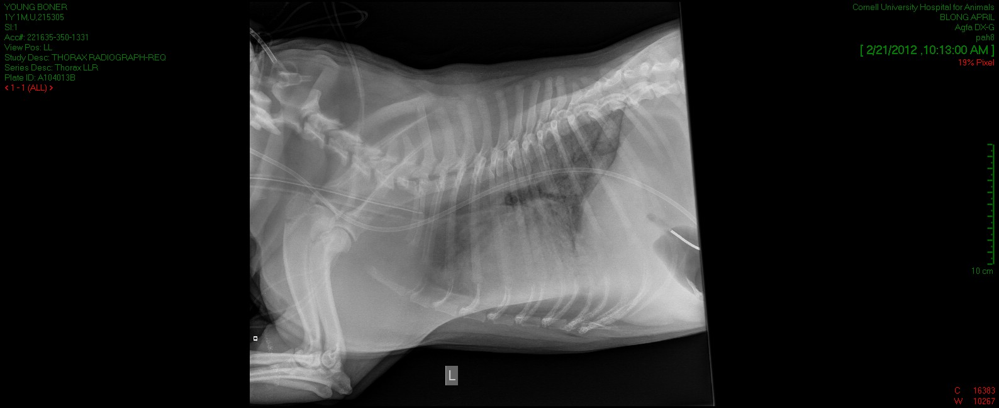 YOUNG BONER
1Y 1M,U,215305
SI:1
Acc#: 221635-350-1331
View Pos: LL
Study Desc: THORAX RADIOGRAPH-REQ
Series Desc: Thorax LLR
Plate ID: A104013B
< 1 - 1 (ALL) >
Cornell University Hospital for Animals
BLONG APRIL
Agfa DX-G
pah8
[ 2/21/2012 ,10:13:00 AM ]
19% Pixel
10 cm
L
C 16383
W 10267